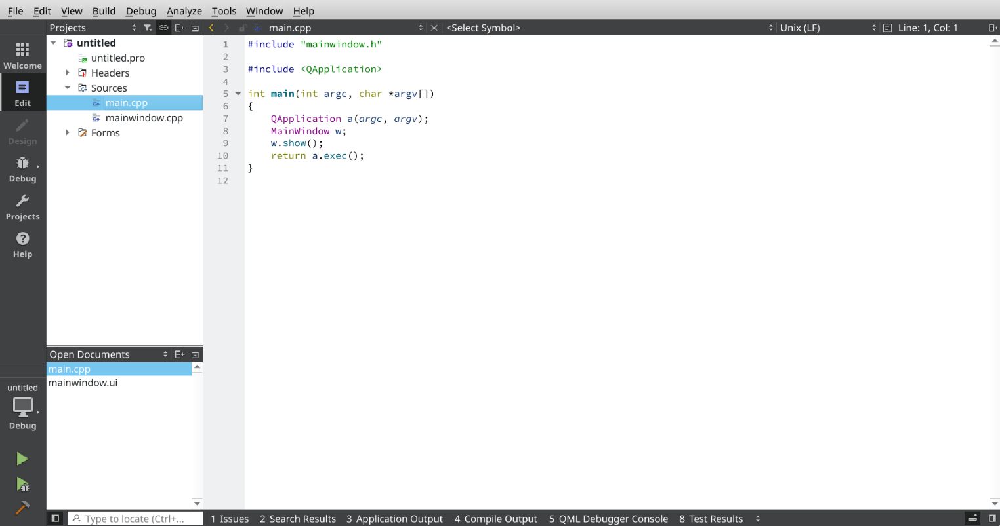 File Edit View Build Debug Analyze Tools Window Help
Projects
main.cpp
<Select Symbol>
Unix (LF)
Line: 1, Col: 1
Welcome
Edit
Design
Debug
Projects
Help
untitled
untitled.pro
Headers
Sources
main.cpp
mainwindow.cpp
Forms
1 #include "mainwindow.h"
2
3 #include <QApplication>
4
5 int main(int argc, char *argv[])
6 {
7     QApplication a(argc, argv);
8     MainWindow w;
9     w.show();
10     return a.exec();
11 }
12
Open Documents
main.cpp
mainwindow.ui
untitled
Debug
Type to locate (Ctrl+...
1 Issues 2 Search Results 3 Application Output 4 Compile Output 5 QML Debugger Console 8 Test Results